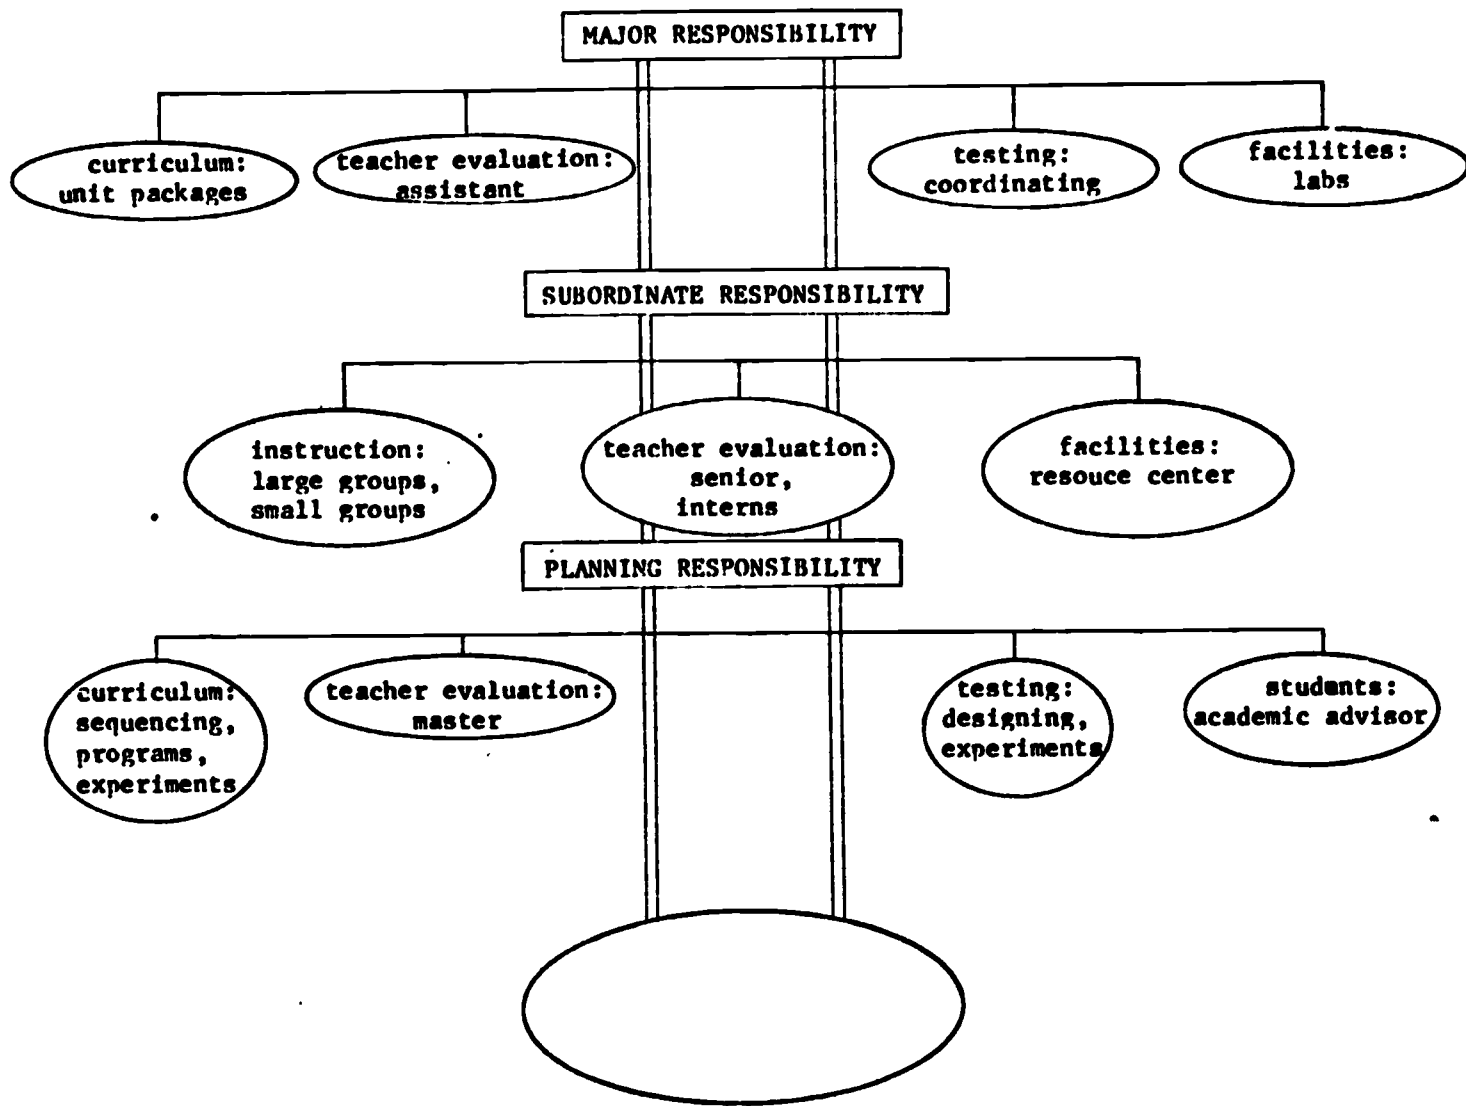 MAJOR RESPONSIBILITY
curriculum:
unit packages
teacher evaluation:
assistant
testing:
coordinating
facilities:
labs
SUBORDINATE RESPONSIBILITY
instruction:
large groups,
small groups
teacher evaluation:
senior,
interns
facilities:
resouce center
PLANNING RESPONSIBILITY
curriculum:
sequencing,
programs,
experiments
teacher evaluation:
master
testing:
designing,
experiments
students:
academic advisor